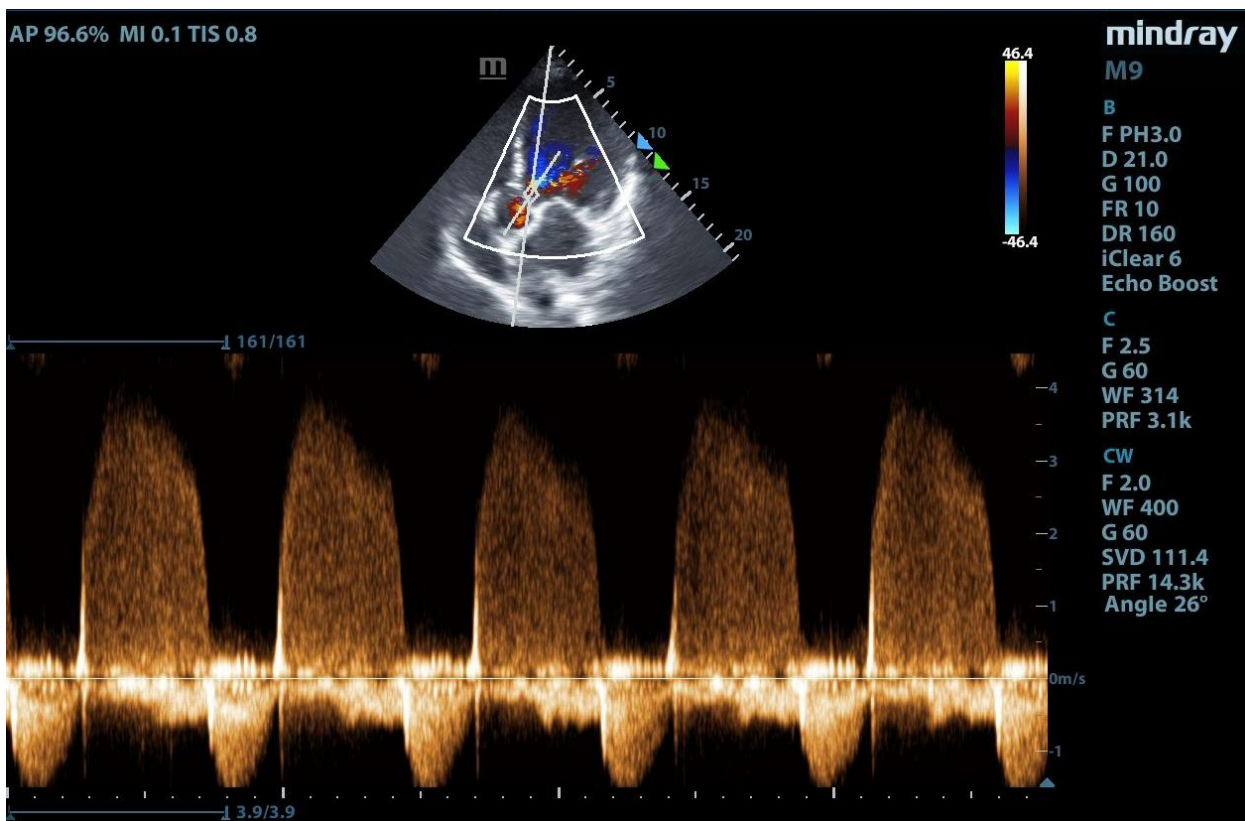 AP 96.6% MI 0.1 TIS 0.8
mindray
M9
m
5
10
15
20
46.4
-46.4
B
F PH3.0
D 21.0
G 100
FR 10
DR 160
iClear 6
Echo Boost
C
F 2.5
G 60
WF 314
PRF 3.1k
CW
F 2.0
WF 400
G 60
SVD 111.4
PRF 14.3k
Angle 26°
161/161
4
3
2
1
0m/s
-1
3.9/3.9